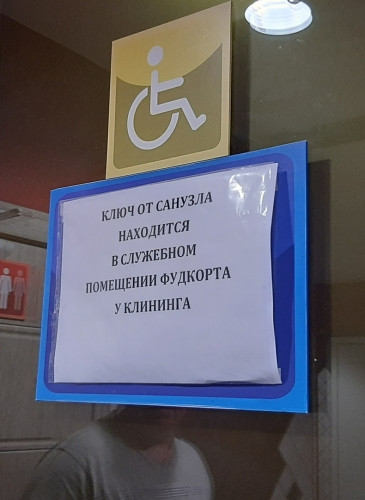 КЛЮЧ ОТ САНУЗЛА
НАХОДИТСЯ
В СЛУЖЕБНОМ
ПОМЕЩЕНИИ ФУДКОРТА
У КЛИНИНГА